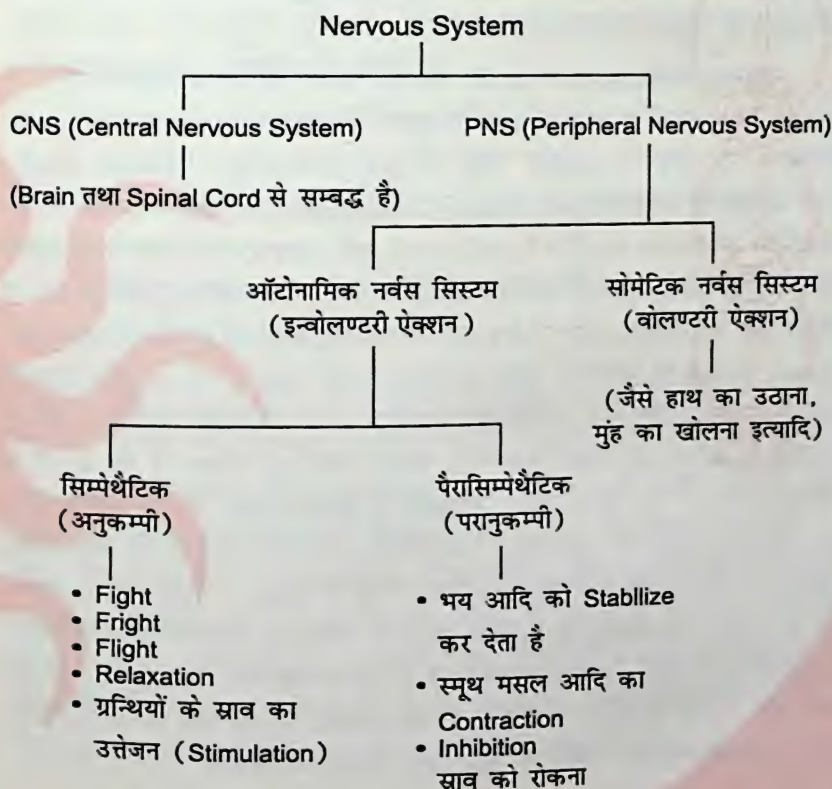 Nervous System
CNS (Central Nervous System)
PNS (Peripheral Nervous System)
(Brain तथा Spinal Cord से सम्बद्ध है)
ऑटोनामिक नर्वस सिस्टम
(इन्वोलण्टरी ऐक्शन)
सोमेटिक नर्वस सिस्टम
(वोलण्टरी ऐक्शन)
(जैसे हाथ का उठाना,
मुंह का खोलना इत्यादि)
सिम्पेथैटिक
(अनुकम्पी)
• Fight
• Fright
• Flight
• Relaxation
• ग्रन्थियों के स्राव का
उत्तेजन (Stimulation)
पैरासिम्पेथैटिक
(परानुकम्पी)
• भय आदि को Stabllize
कर देता है
• स्मूथ मसल आदि का
Contraction
• Inhibition
स्राव को रोकना